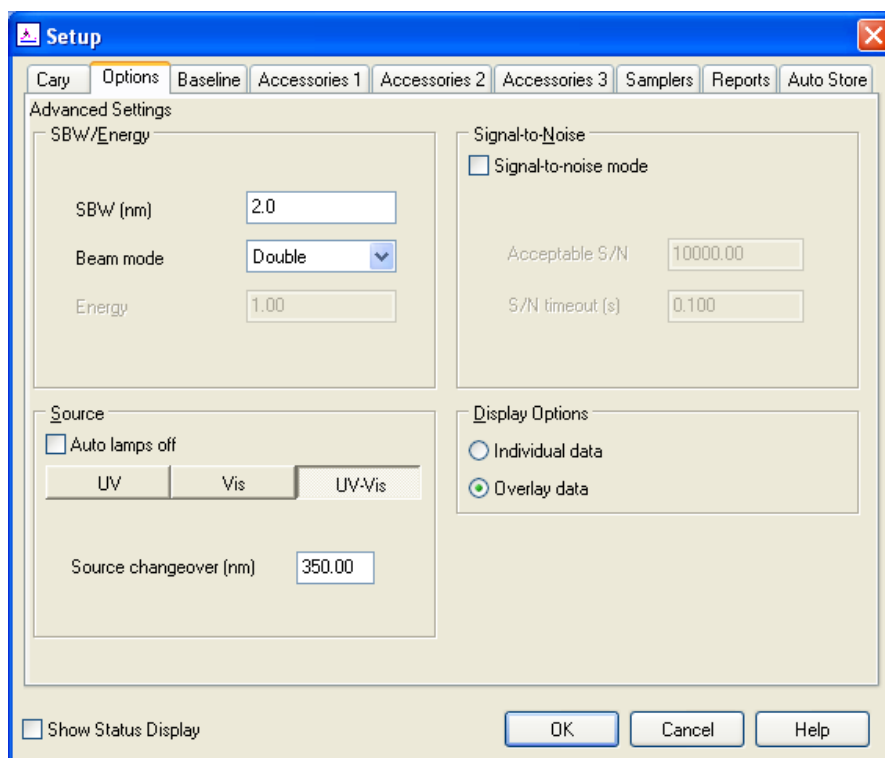 Setup
Cary Options Baseline Accessories 1 Accessories 2 Accessories 3 Samplers Reports Auto Store
Advanced Settings
SBW/Energy
SBW (nm) 2.0
Beam mode Double
Energy 1.00
Signal-to-Noise
Signal-to-noise mode
Acceptable S/N 10000.00
S/N timeout (s) 0.100
Source
Auto lamps off
UV Vis UV-Vis
Source changeover (nm) 350.00
Display Options
Individual data
Overlay data
Show Status Display
OK Cancel Help